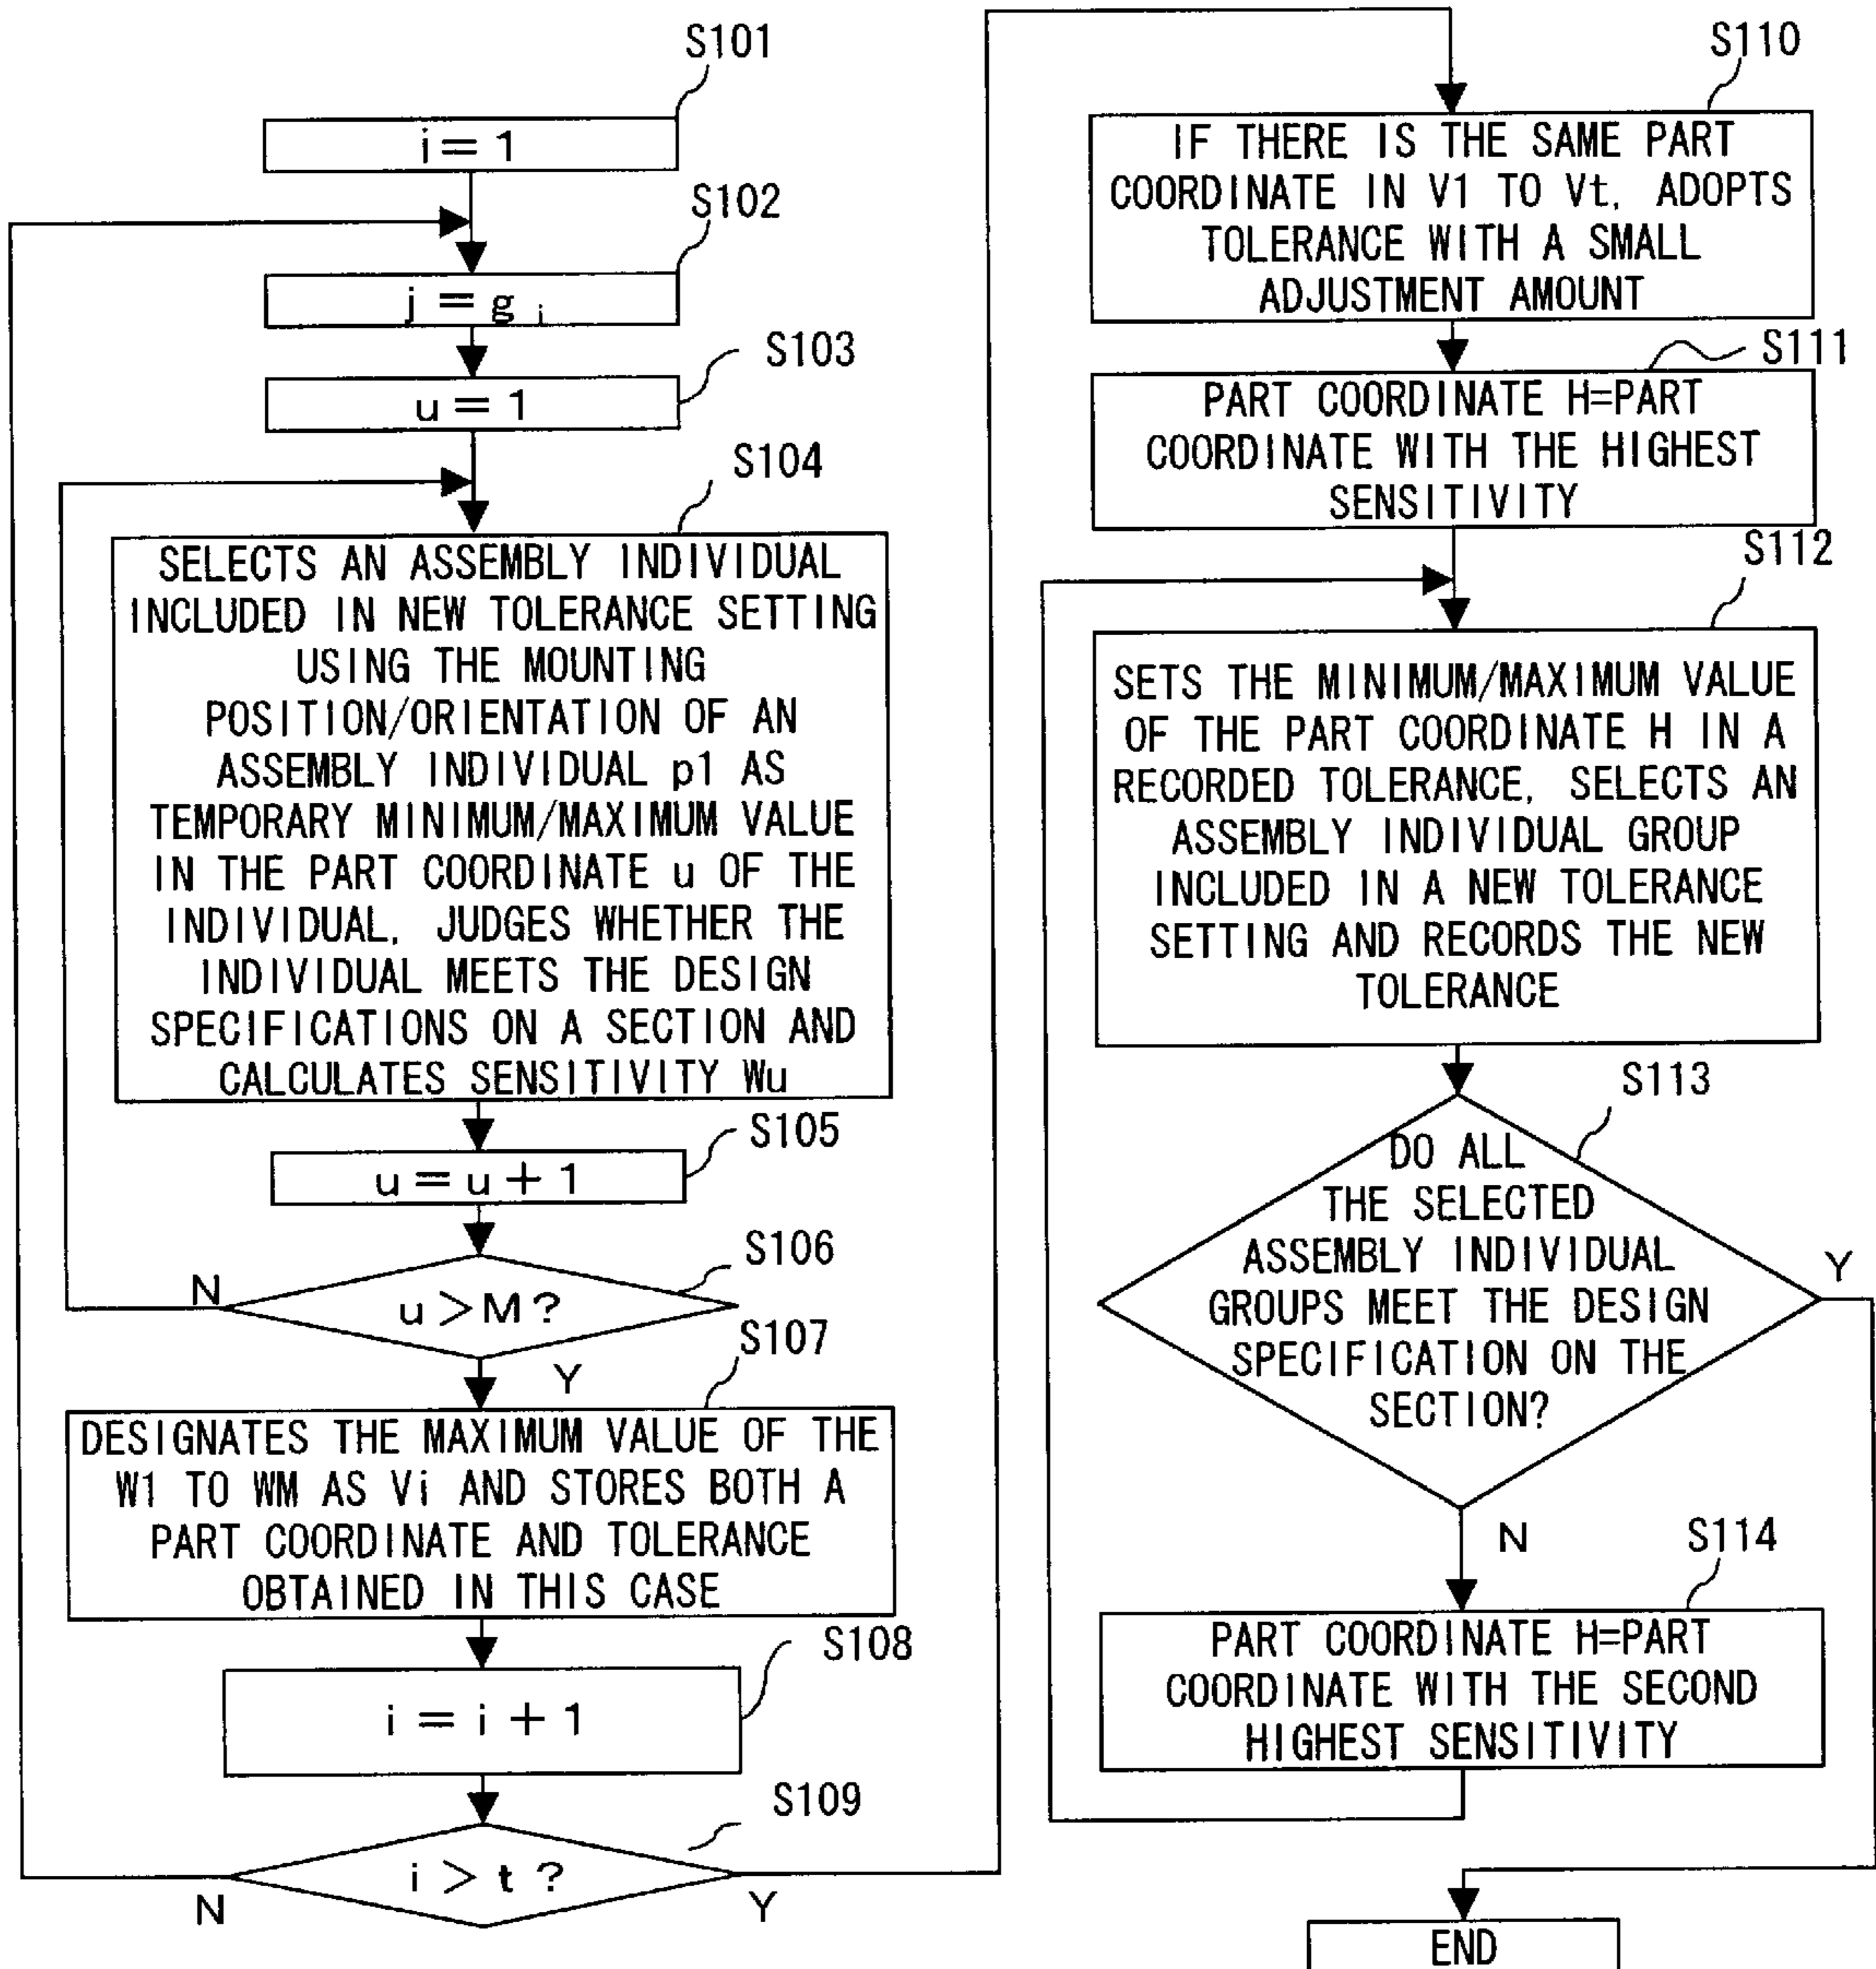 S101
i = 1
S102
j = g i
S103
u = 1
S104
SELECTS AN ASSEMBLY INDIVIDUAL
INCLUDED IN NEW TOLERANCE SETTING
USING THE MOUNTING
POSITION/ORIENTATION OF AN
ASSEMBLY INDIVIDUAL p1 AS
TEMPORARY MINIMUM/MAXIMUM VALUE
IN THE PART COORDINATE u OF THE
INDIVIDUAL, JUDGES WHETHER THE
INDIVIDUAL MEETS THE DESIGN
SPECIFICATIONS ON A SECTION AND
CALCULATES SENSITIVITY Wu
S105
u = u + 1
S106
u > M ?
N
Y
S107
DESIGNATES THE MAXIMUM VALUE OF THE
W1 TO WM AS Vi AND STORES BOTH A
PART COORDINATE AND TOLERANCE
OBTAINED IN THIS CASE
S108
i = i + 1
S109
i > t ?
N
Y
S110
IF THERE IS THE SAME PART
COORDINATE IN V1 TO Vt, ADOPTS
TOLERANCE WITH A SMALL
ADJUSTMENT AMOUNT
S111
PART COORDINATE H=PART
COORDINATE WITH THE HIGHEST
SENSITIVITY
S112
SETS THE MINIMUM/MAXIMUM VALUE
OF THE PART COORDINATE H IN A
RECORDED TOLERANCE, SELECTS AN
ASSEMBLY INDIVIDUAL GROUP
INCLUDED IN A NEW TOLERANCE
SETTING AND RECORDS THE NEW
TOLERANCE
S113
DO ALL
THE SELECTED
ASSEMBLY INDIVIDUAL
GROUPS MEET THE DESIGN
SPECIFICATION ON THE
SECTION?
Y
N
S114
PART COORDINATE H=PART
COORDINATE WITH THE SECOND
HIGHEST SENSITIVITY
END